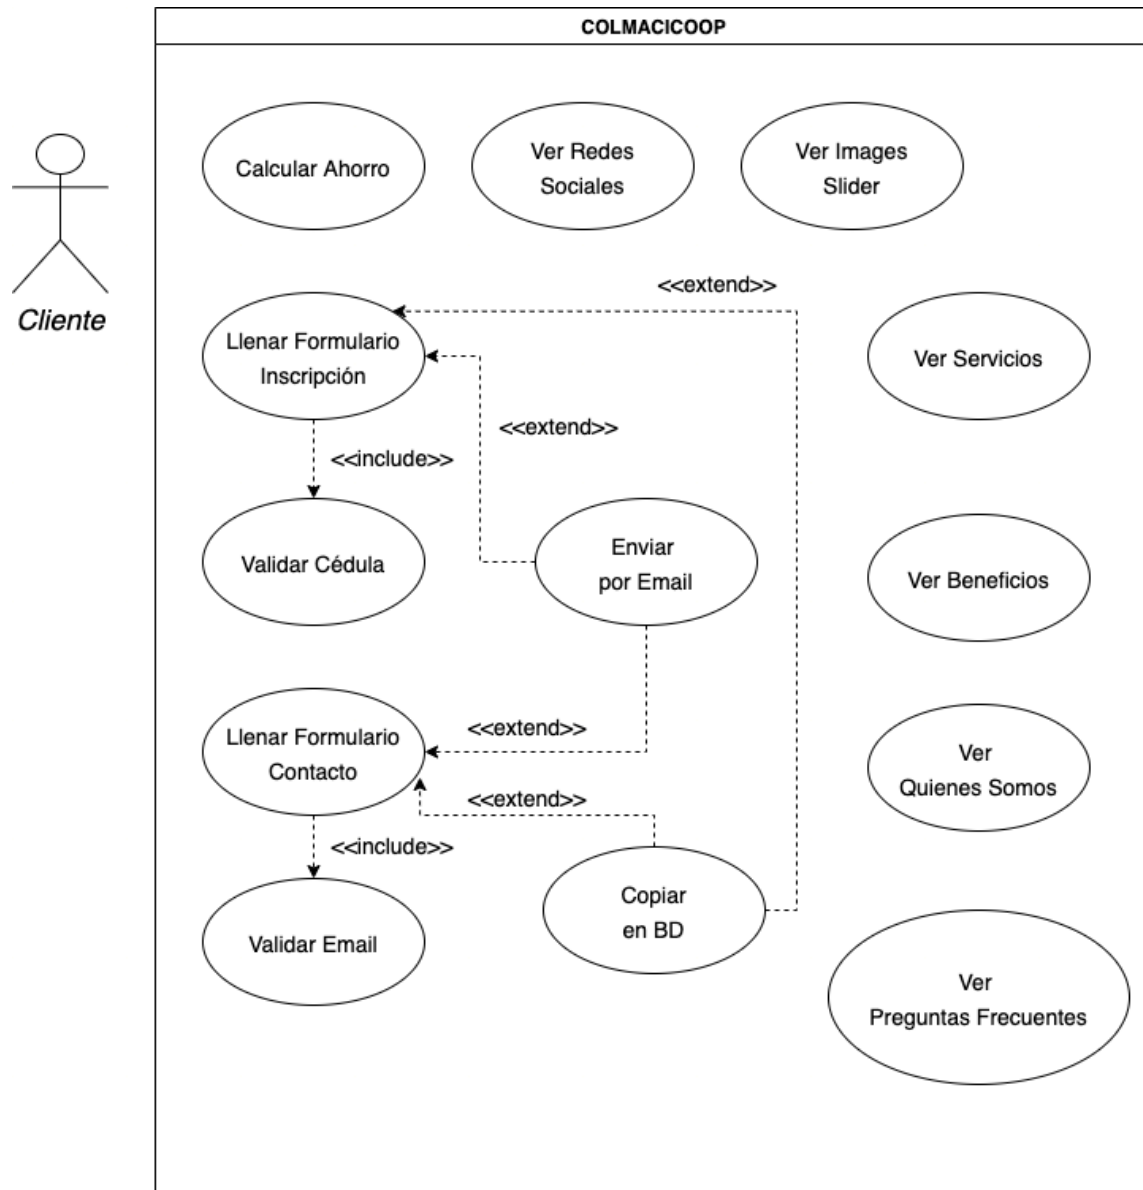 COLMACICOOP
Cliente
Calcular Ahorro
Ver Redes
Sociales
Ver Images
Slider
<<extend>>
Llenar Formulario
Inscripción
Ver Servicios
<<extend>>
<<include>>
Validar Cédula
Enviar
por Email
Ver Beneficios
Llenar Formulario
Contacto
<<extend>>
<<extend>>
Ver
Quienes Somos
<<include>>
Validar Email
Copiar
en BD
Ver
Preguntas Frecuentes